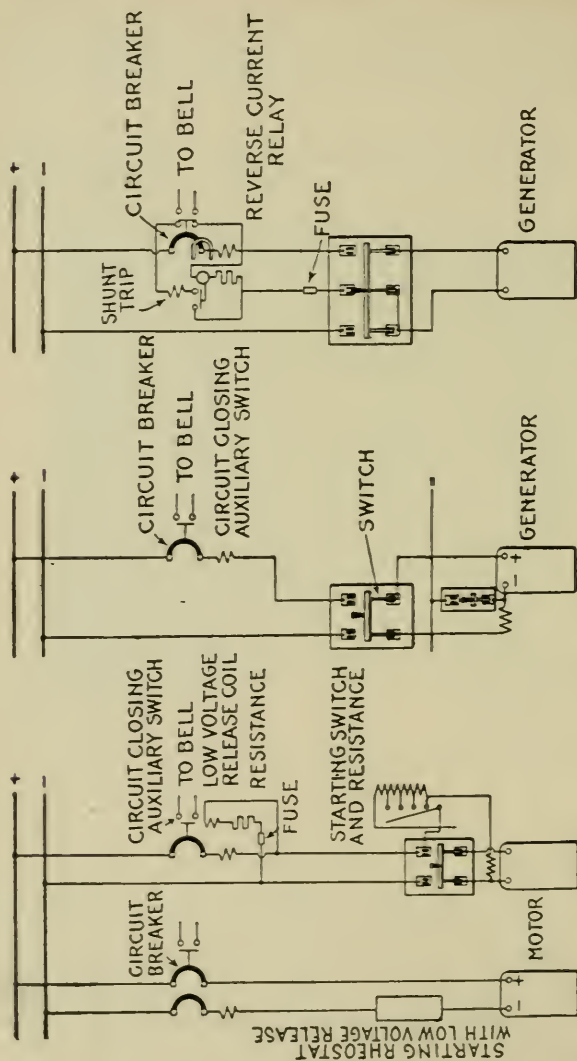 +
−
CIRCUIT
BREAKER
STARTING RHEOSTAT
WITH LOW VOLTAGE RELEASE
−
+
MOTOR
+
−
CIRCUIT CLOSING
AUXILIARY SWITCH
TO BELL
LOW VOLTAGE
RELEASE COIL
RESISTANCE
FUSE
STARTING SWITCH
AND RESISTANCE
+
−
CIRCUIT BREAKER
TO BELL
CIRCUIT CLOSING
AUXILIARY SWITCH
SWITCH
=
−
+
GENERATOR
+
−
CIRCUIT BREAKER
TO BELL
SHUNT
TRIP
REVERSE CURRENT
RELAY
FUSE
GENERATOR